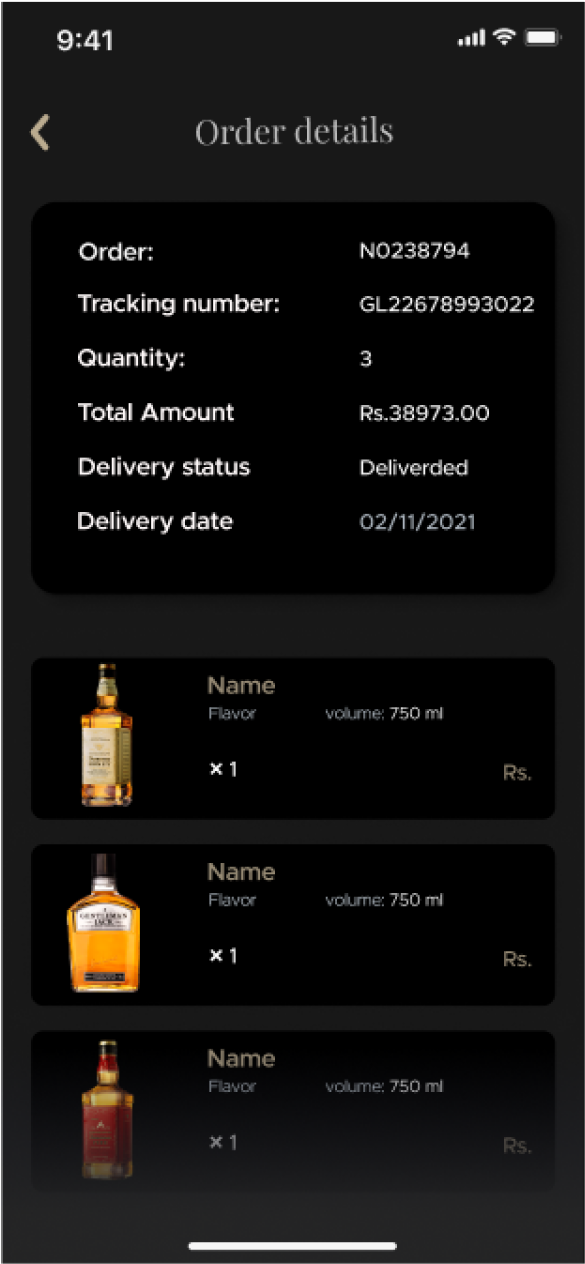 9:41
Order details
Order: N0238794
Tracking number: GL22678993022
Quantity: 3
Total Amount Rs.38973.00
Delivery status Deliverded
Delivery date 02/11/2021
Name
Flavor volume: 750 ml
× 1 Rs.
Name
Flavor volume: 750 ml
GENTLEMAN
JACK
× 1 Rs.
Name
Flavor volume: 750 ml
× 1 Rs.